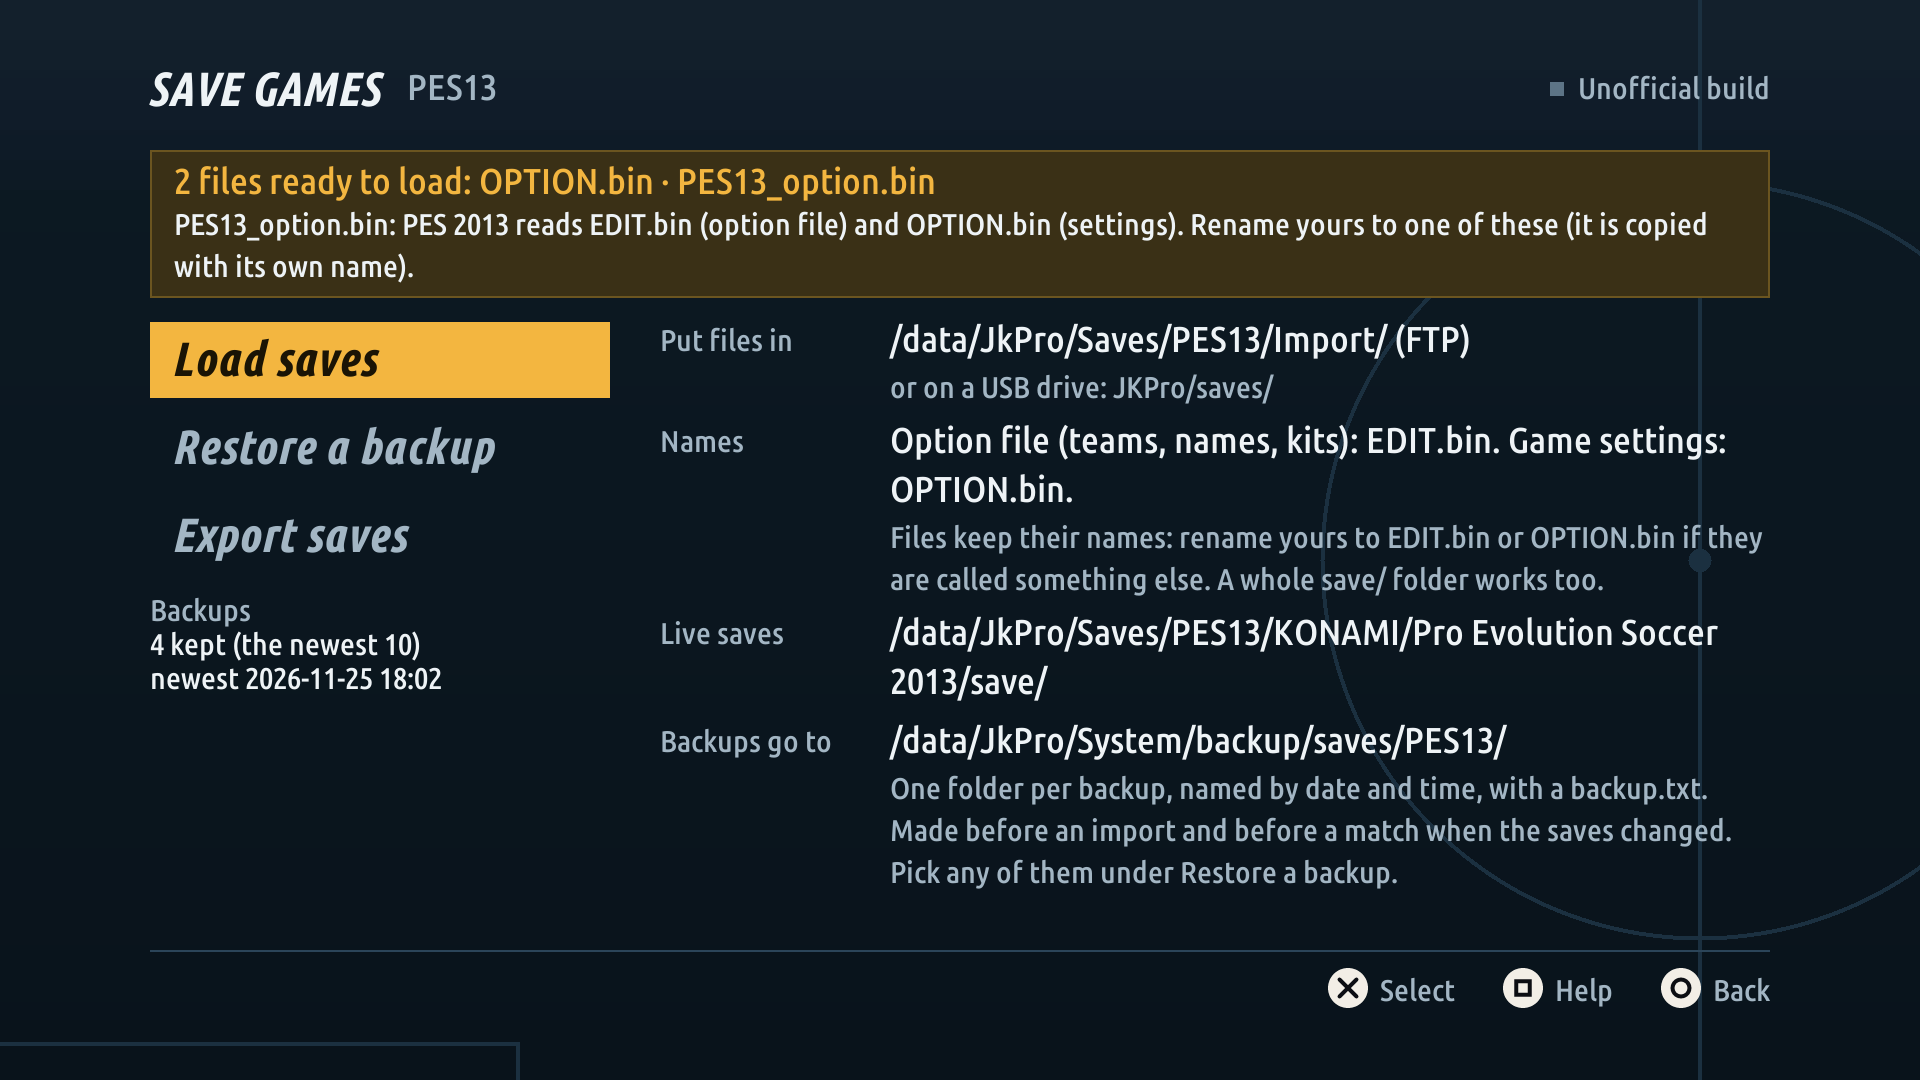 SAVE GAMES PES13
Unofficial build
2 files ready to load: OPTION.bin · PES13_option.bin
PES13_option.bin: PES 2013 reads EDIT.bin (option file) and OPTION.bin (settings). Rename yours to one of these (it is copied
with its own name).
Load saves
Restore a backup
Export saves
Backups
4 kept (the newest 10)
newest 2026-11-25 18:02
Put files in
/data/JkPro/Saves/PES13/Import/ (FTP)
or on a USB drive: JKPro/saves/
Names
Option file (teams, names, kits): EDIT.bin. Game settings:
OPTION.bin.
Files keep their names: rename yours to EDIT.bin or OPTION.bin if they
are called something else. A whole save/ folder works too.
Live saves
/data/JkPro/Saves/PES13/KONAMI/Pro Evolution Soccer
2013/save/
Backups go to
/data/JkPro/System/backup/saves/PES13/
One folder per backup, named by date and time, with a backup.txt.
Made before an import and before a match when the saves changed.
Pick any of them under Restore a backup.
Select
Help
Back